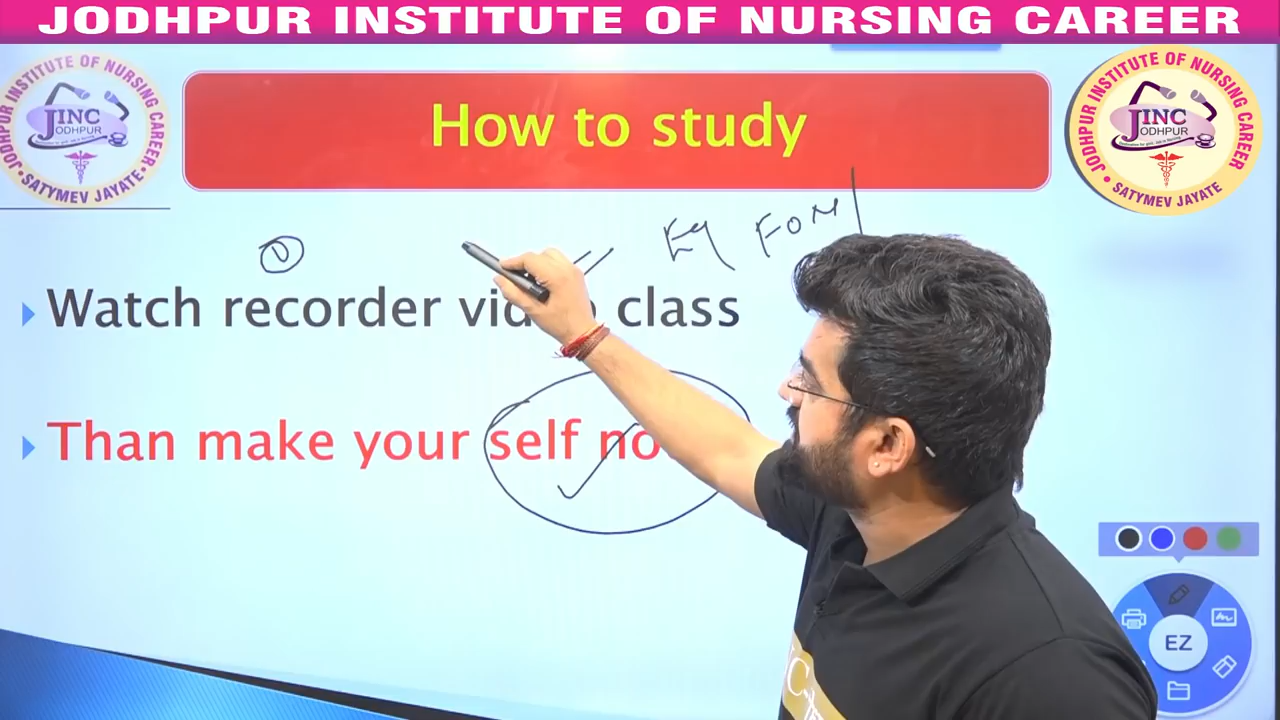 JODHPUR INSTITUTE OF NURSING CAREER
JODHPUR INSTITUTE OF NURSING CAREER
JINC
JODHPUR
SATYMEV JAYATE
How to study
JODHPUR INSTITUTE OF NURSING CAREER
JINC
JODHPUR
SATYMEV JAYATE
Watch recorder video class
Than make your self no
EZ